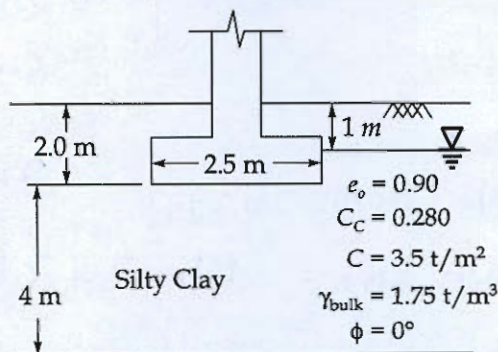 2.0 m
1 m
2.5 m
e₀ = 0.90
C_C = 0.280
C = 3.5 t/m²
γ_bulk = 1.75 t/m³
ϕ = 0°
Silty Clay
4 m